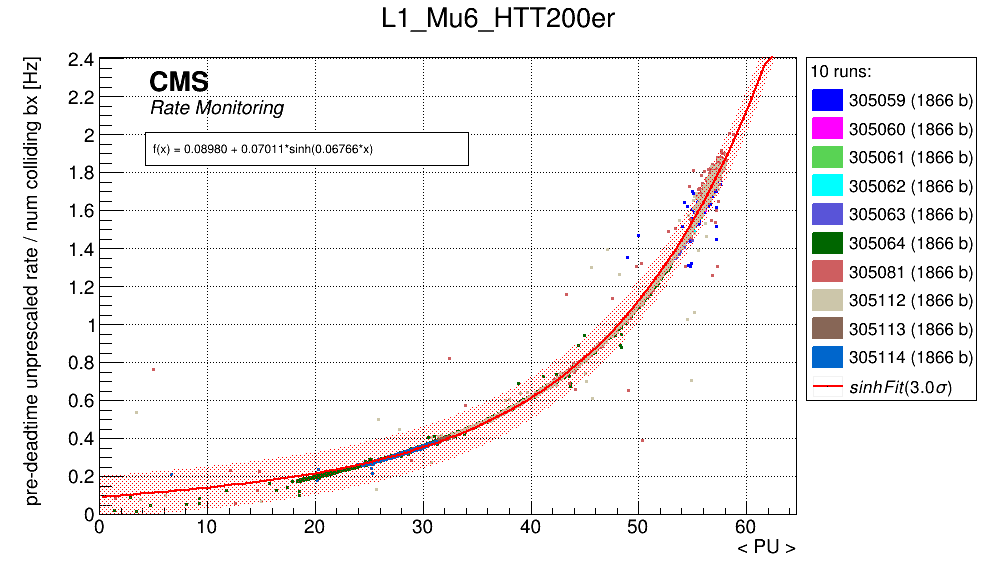 L1_Mu6_HTT200er
pre-deadtime unprescaled rate / num colliding bx [Hz]
2.4
2.2
2
1.8
1.6
1.4
1.2
1
0.8
0.6
0.4
0.2
0
CMS
Rate Monitoring
f(x) = 0.08980 + 0.07011*sinh(0.06766*x)
0 10 20 30 40 50 60
< PU >
10 runs:
305059 (1866 b)
305060 (1866 b)
305061 (1866 b)
305062 (1866 b)
305063 (1866 b)
305064 (1866 b)
305081 (1866 b)
305112 (1866 b)
305113 (1866 b)
305114 (1866 b)
sinhFit(3.0σ)